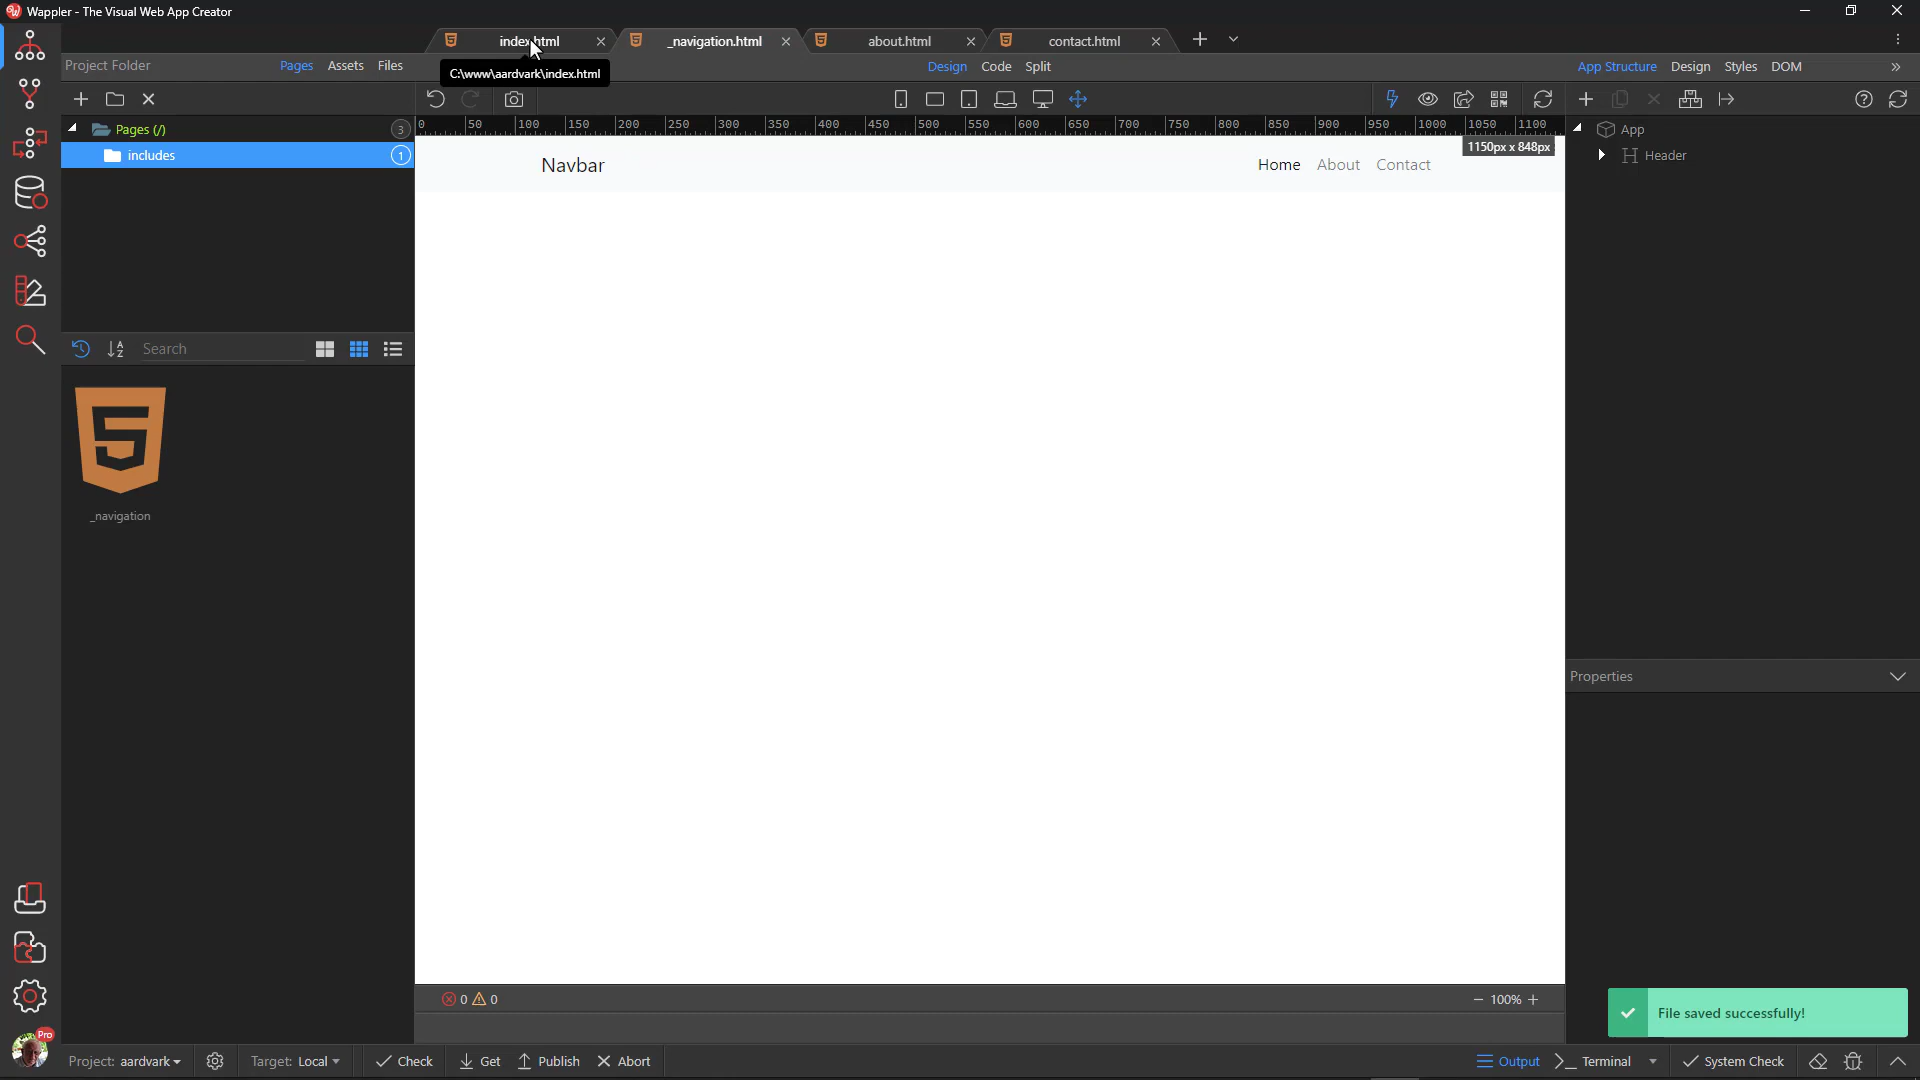 Wappler - The Visual Web App Creator
index.html
_navigation.html
about.html
contact.html
Project Folder
Pages Assets Files
C:\www\aardvark\index.html
Design Code Split
App Structure Design Styles DOM
Pages (/) 3
includes 1
0 50 100 150 200 250 300 350 400 450 500 550 600 650 700 750 800 850 900 950 1000 1050 1100
1150px x 848px
Navbar
Home About Contact
App
Header
Search
_navigation
Properties
0 0
100%
File saved successfully!
Pro
Project: aardvark
Target: Local
Check Get Publish Abort
Output Terminal System Check